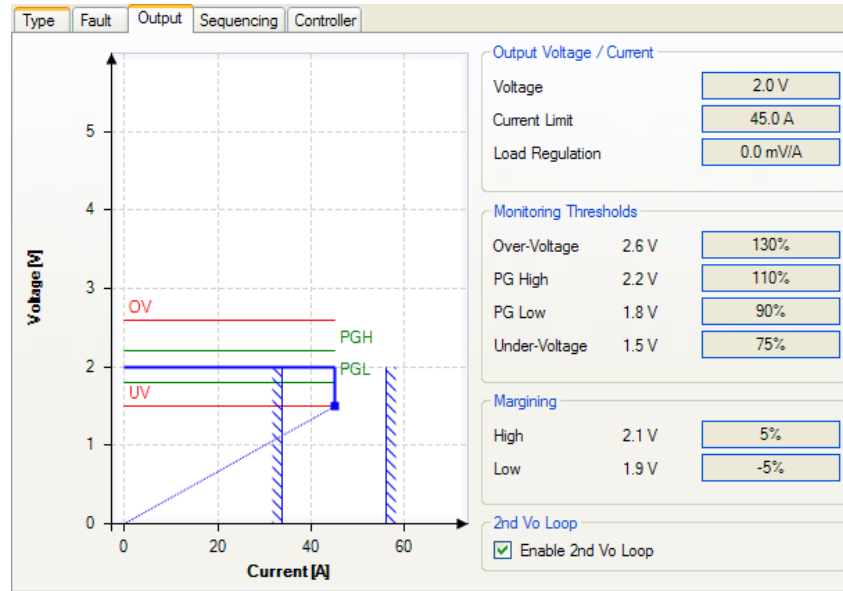 Type Fault Output Sequencing Controller
Output Voltage / Current
Voltage 2.0 V
Current Limit 45.0 A
Load Regulation 0.0 mV/A
Monitoring Thresholds
Over-Voltage 2.6 V 130%
PG High 2.2 V 110%
PG Low 1.8 V 90%
Under-Voltage 1.5 V 75%
Margining
High 2.1 V 5%
Low 1.9 V -5%
2nd Vo Loop
Enable 2nd Vo Loop
Voltage [V]
5
4
3
2
1
0
OV
PGH
PGL
UV
0 20 40 60
Current [A]